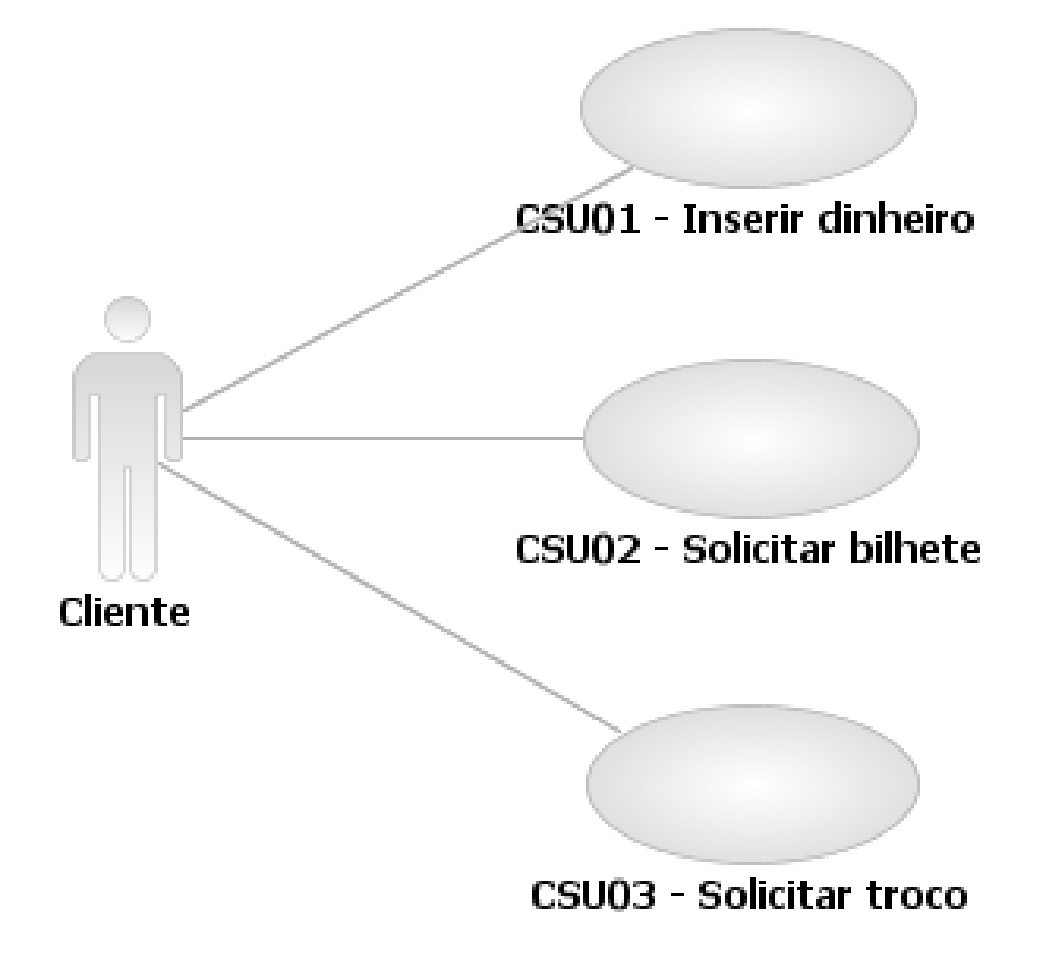 CSU01 - Inserir dinheiro
CSU02 - Solicitar bilhete
Cliente
CSU03 - Solicitar troco